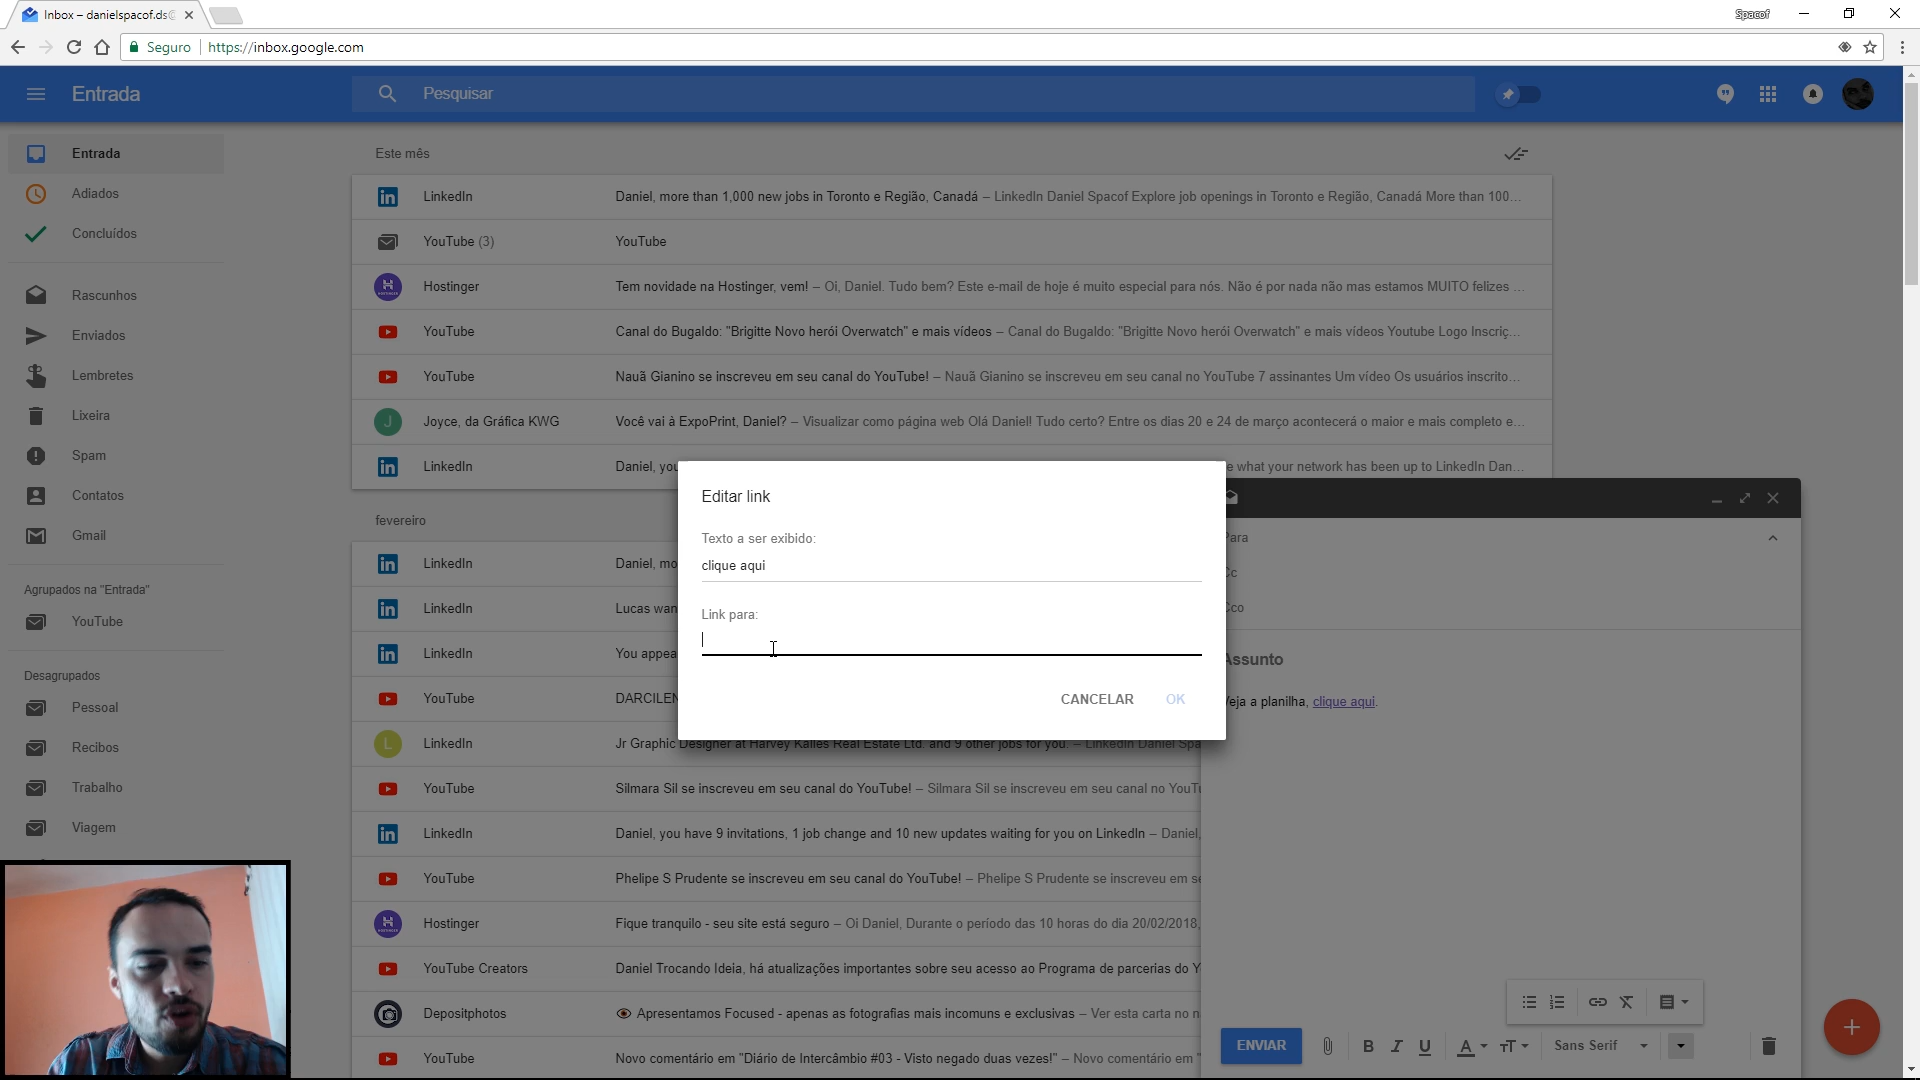 Inbox – danielspacof.ds@
Spacof
Seguro
https://inbox.google.com
Entrada
Pesquisar
Entrada
Adiados
Concluídos
Rascunhos
Enviados
Lembretes
Lixeira
Spam
Contatos
Gmail
Agrupados na "Entrada"
YouTube
Desagrupados
Pessoal
Recibos
Trabalho
Viagem
Este mês
LinkedIn Daniel, more than 1,000 new jobs in Toronto e Região, Canadá – LinkedIn Daniel Spacof Explore job openings in Toronto e Região, Canadá More than 100...
YouTube (3) YouTube
Hostinger Tem novidade na Hostinger, vem! – Oi, Daniel. Tudo bem? Este e-mail de hoje é muito especial para nós. Não é por nada não mas estamos MUITO felizes ...
YouTube Canal do Bugaldo: "Brigitte Novo herói Overwatch" e mais vídeos – Canal do Bugaldo: "Brigitte Novo herói Overwatch" e mais vídeos Youtube Logo Inscriç...
YouTube Nauã Gianino se inscreveu em seu canal do YouTube! – Nauã Gianino se inscreveu em seu canal no YouTube 7 assinantes Um vídeo Os usuários inscrito...
J Joyce, da Gráfica KWG Você vai à ExpoPrint, Daniel? – Visualizar como página web Olá Daniel! Tudo certo? Entre os dias 20 e 24 de março acontecerá o maior e mais completo e...
LinkedIn Daniel, you e what your network has been up to LinkedIn Dan...
fevereiro
LinkedIn Daniel, mo
LinkedIn Lucas wan
LinkedIn You appea
YouTube DARCILEN
L LinkedIn Jr Graphic Designer at Harvey Kalles Real Estate Ltd. and 9 other jobs for you. – LinkedIn Daniel Spa
YouTube Silmara Sil se inscreveu em seu canal do YouTube! – Silmara Sil se inscreveu em seu canal no YouT
LinkedIn Daniel, you have 9 invitations, 1 job change and 10 new updates waiting for you on LinkedIn – Daniel,
YouTube Phelipe S Prudente se inscreveu em seu canal do YouTube! – Phelipe S Prudente se inscreveu em se
Hostinger Fique tranquilo - seu site está seguro – Oi Daniel, Durante o período das 10 horas do dia 20/02/2018,
YouTube Creators Daniel Trocando Ideia, há atualizações importantes sobre seu acesso ao Programa de parcerias do Y
Depositphotos Apresentamos Focused - apenas as fotografias mais incomuns e exclusivas – Ver esta carta no n
YouTube Novo comentário em "Diário de Intercâmbio #03 - Visto negado duas vezes!" – Novo comentário em "
Editar link
Texto a ser exibido:
clique aqui
Link para:
CANCELAR OK
Para
Cc
Cco
Assunto
Veja a planilha, clique aqui.
ENVIAR B I U A TT Sans Serif